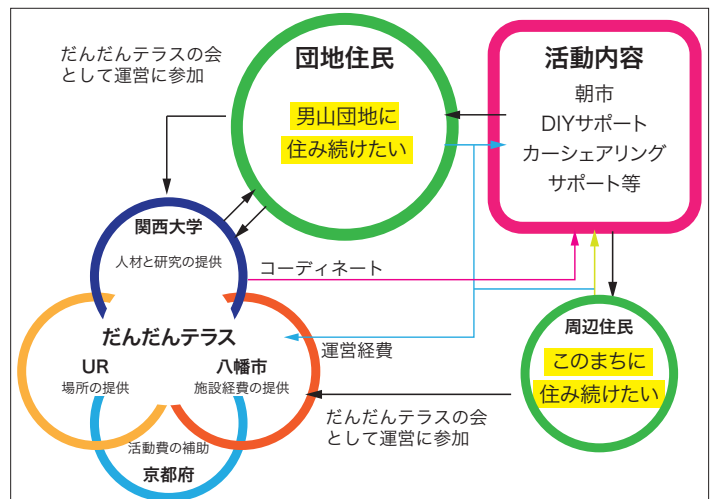 だんだんテラスの会
として運営に参加
団地住民
男山団地に
住み続けたい
活動内容
朝市
DIYサポート
カーシェアリング
サポート等
関西大学
人材と研究の提供
コーディネート
だんだんテラス
UR
場所の提供
八幡市
施設経費の提供
運営経費
周辺住民
このまちに
住み続けたい
だんだんテラスの会
として運営に参加
活動費の補助
京都府